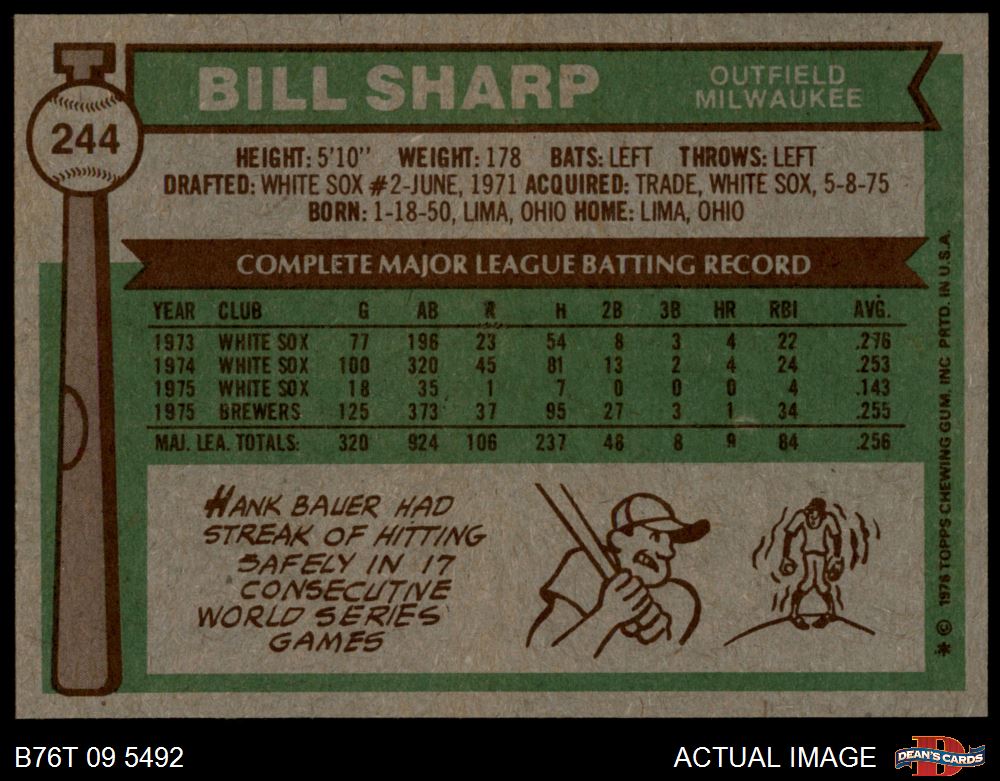 BILL SHARP
OUTFIELD
MILWAUKEE
244
HEIGHT: 5'10" WEIGHT: 178 BATS: LEFT THROWS: LEFT
DRAFTED: WHITE SOX #2-JUNE, 1971 ACQUIRED: TRADE, WHITE SOX, 5-8-75
BORN: 1-18-50, LIMA, OHIO HOME: LIMA, OHIO
COMPLETE MAJOR LEAGUE BATTING RECORD
YEAR CLUB G AB R H 2B 3B HR RBI AVG.
1973 WHITE SOX 77 196 23 54 8 3 4 22 .276
1974 WHITE SOX 100 320 45 81 13 2 4 24 .253
1975 WHITE SOX 18 35 1 7 0 0 0 4 .143
1975 BREWERS 125 373 37 95 27 3 1 34 .255
MAJ. LEA. TOTALS: 320 924 106 237 48 8 9 84 .256
HANK BAUER HAD
STREAK OF HITTING
SAFELY IN 17
CONSECUTIVE
WORLD SERIES
GAMES
* © 1976 TOPPS CHEWING GUM, INC. PRTD. IN U.S.A.
B76T 09 5492
ACTUAL IMAGE
D
DEAN'S CARDS